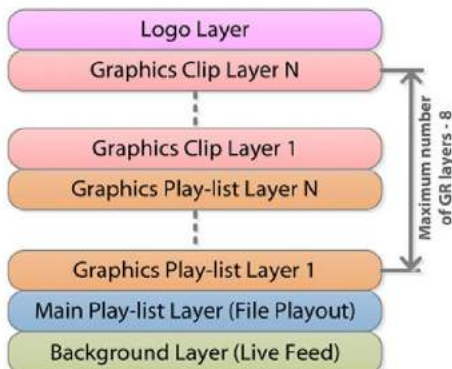 Logo Layer
Graphics Clip Layer N
Graphics Clip Layer 1
Graphics Play-list Layer N
Graphics Play-list Layer 1
Main Play-list Layer (File Playout)
Background Layer (Live Feed)
Maximum number
of GR layers - 8